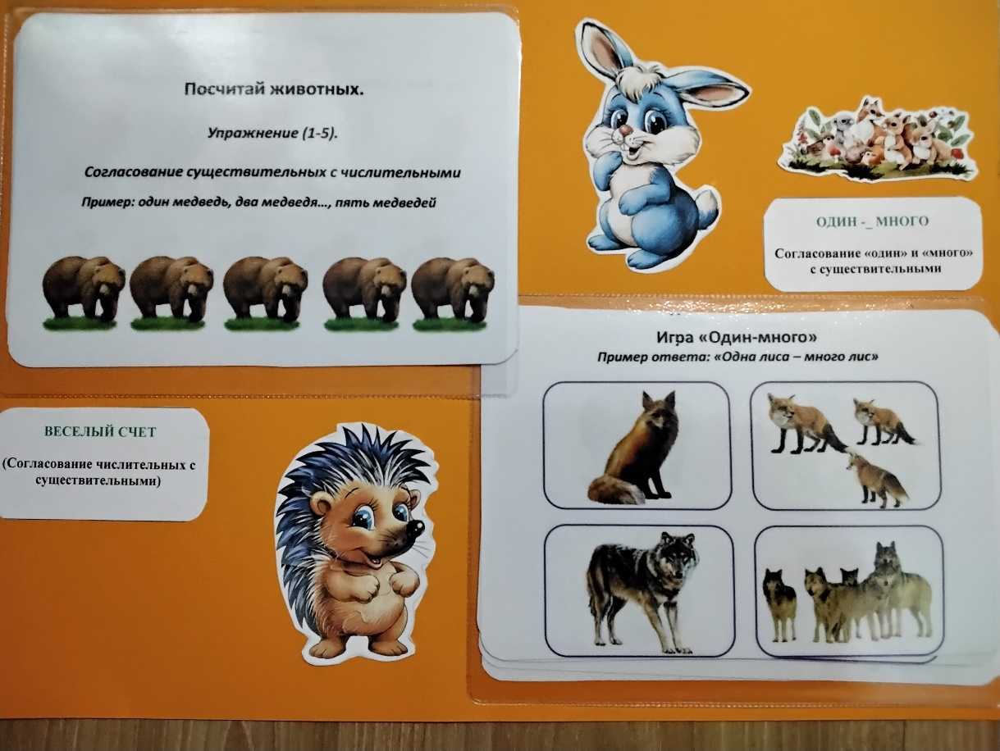 Посчитай животных.
Упражнение (1-5).
Согласование существительных с числительными
Пример: один медведь, два медведя..., пять медведей
ОДИН -_ МНОГО
Согласование «один» и «много»
с существительными
Игра «Один-много»
Пример ответа: «Одна лиса – много лис»
ВЕСЕЛЫЙ СЧЕТ
(Согласование числительных с
существительными)